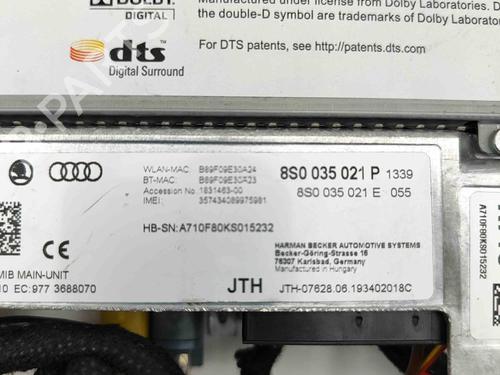 DOLBY
DIGITAL
Manufactured under license from Dolby Laboratories.
the double-D symbol are trademarks of Dolby Laborator
dts
Digital Surround
For DTS patents, see http://patents.dts.com.
WLAN-MAC: B89F09E30A24
BT-MAC: B89F09E30A23
Accession No. 1831463-00
IMEI: 357434089975981
HB-SN: A710F80KS015232
8S0 035 021 P 1339
8S0 035 021 E 055
HARMAN BECKER AUTOMOTIVE SYSTEMS
Becker-Göring-Strasse 16
76307 Karlsbad, Germany
Manufactured in Hungary
MIB MAIN-UNIT
10 EC:977 3688070
JTH
JTH-07628.06.193402018C
A710F80KS015232